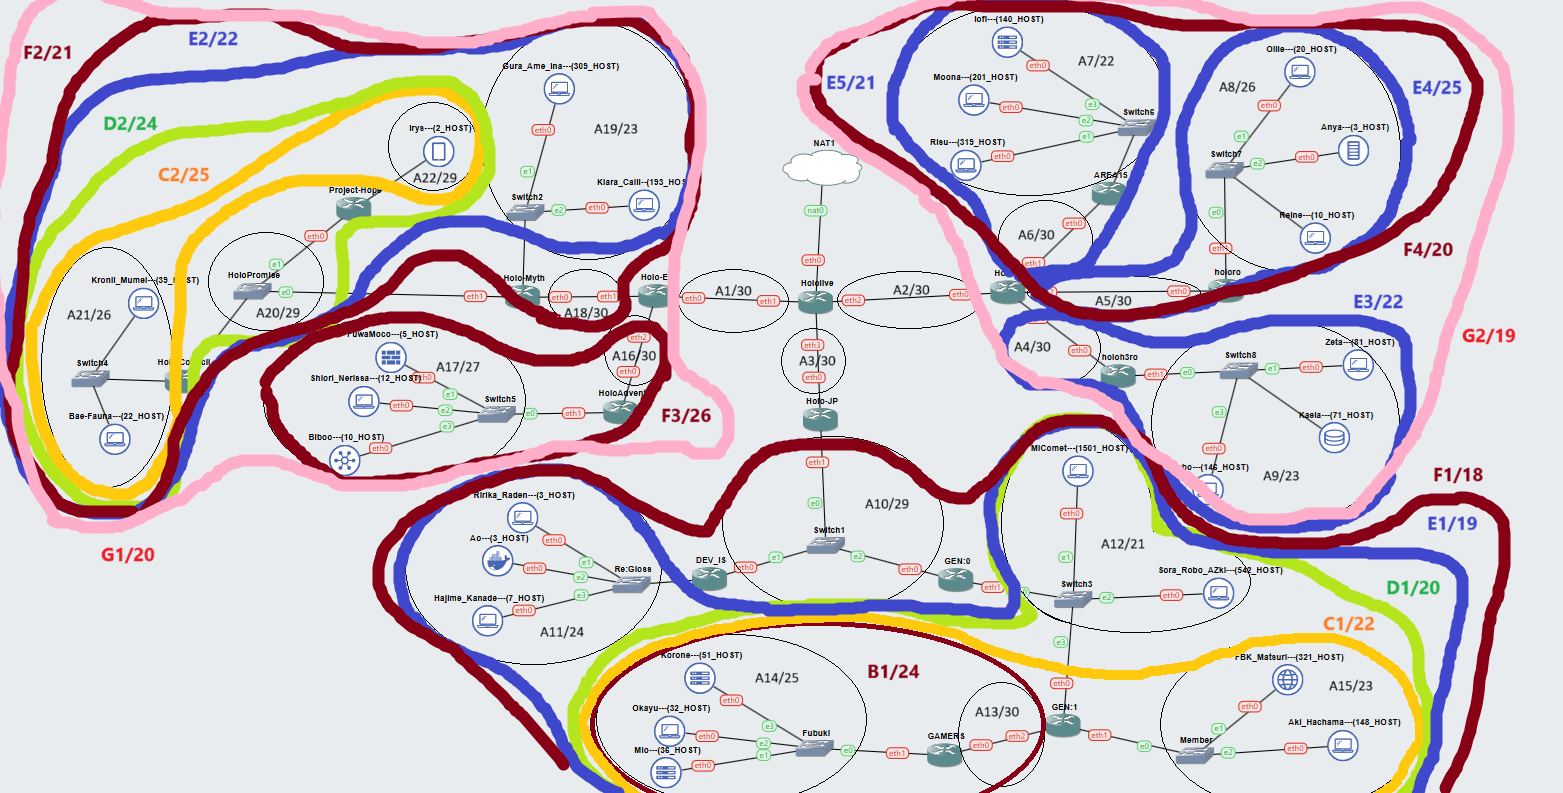 F2/21
E2/22
D2/24
C2/25
Irys---(2_HOST)
A22/29
Project-Hope
eth0
e1
HoloPromise
e0
A20/29
eth1
Gura_Ame_Ina---(309_HOST)
eth0
A19/23
e1
Switch2
e2
eth0
Kiara_Calli---(193_HOS
Holo-Myth
eth0
eth1
A18/30
Kronii_Mumei---(39_H ST)
A21/26
Switch4
Bae-Fauna---(22_HOST)
FuwaMoco---(5_HOST)
A17/27
eth0
e1
Shiori_Nerissa---(12_HOST)
eth0
e2
Switch5
e0
eth1
e3
Biboo---(10_HOST)
eth0
eth2
A16/30
eth0
HoloAdven
F3/26
G1/20
NAT1
nat0
eth0
Hololive
eth0
A1/30
eth1
eth2
A2/30
eth0
eth3
A3/30
eth0
Holo-JP
eth1
E5/21
Iofi---(140_HOST)
eth0
A7/22
Moona---(201_HOST)
eth0
e3
e2
e1
Switch6
Risu---(319_HOST)
eth0
AREA15
A6/30
eth0
eth1
Ollie---(20_HOST)
A8/26
eth0
E4/25
e1
Anya---(3_HOST)
Switch7
e2
eth0
Reine---(10_HOST)
e0
eth1
holoro
A5/30
eth0
F4/20
E3/22
G2/19
A4/30
eth0
holoh3ro
eth1
e0
Switch8
e1
eth0
Zeta---(81_HOST)
e3
Kaela---(71_HOST)
eth0
bo---(146_HOST)
A9/23
F1/18
E1/19
D1/20
C1/22
Ririka_Raden---(3_HOST)
eth0
Ao---(3_HOST)
eth0
e1
e2
e3
Re:Gloss
Hajime_Kanade---(7_HOST)
eth0
A11/24
DEV_IS
eth0
e1
e0
A10/29
Switch1
e2
eth0
GEN:0
eth1
MiComet---(1501_HOST)
eth0
e1
A12/21
Switch3
e2
eth0
Sora_Robo_AZki---(542_HOST)
e3
eth0
GEN:1
eth1
e0
Member
e1
e2
eth0
FBK_Matsuri---(321_HOST)
eth0
A15/23
Aki_Hachama---(148_HOST)
Korone---(51_HOST)
A14/25
B1/24
eth0
Okayu---(32_HOST)
eth0
e3
e2
e1
Fubuki
Mio---(36_HOST)
eth0
e0
eth1
GAMERS
eth0
eth2
A13/30